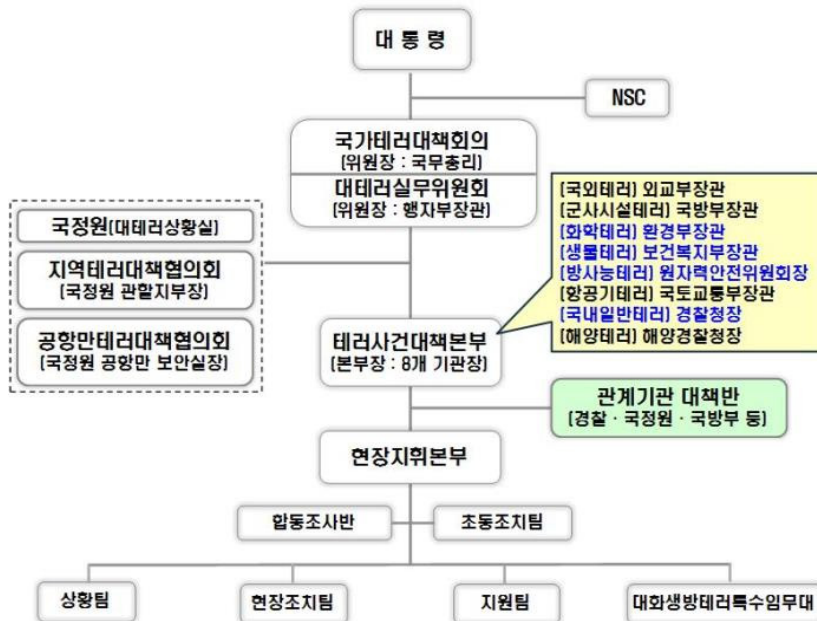 대 통 령
NSC
국가테러대책회의
(위원장 : 국무총리)
대테러실무위원회
(위원장 : 행자부장관)
국정원(대테러상황실)
지역테러대책협의회
(국정원 관할지부장)
공항만테러대책협의회
(국정원 공항만 보안실장)
(국외테러) 외교부장관
(군사시설테러) 국방부장관
(화학테러) 환경부장관
(생물테러) 보건복지부장관
(방사능테러) 원자력안전위원회장
(항공기테러) 국토교통부장관
(국내일반테러) 경찰청장
(해양테러) 해양경찰청장
테러사건대책본부
(본부장 : 8개 기관장)
관계기관 대책반
(경찰 · 국정원 · 국방부 등)
현장지휘본부
합동조사반
초동조치팀
상황팀
현장조치팀
지원팀
대화생방테러특수임무대